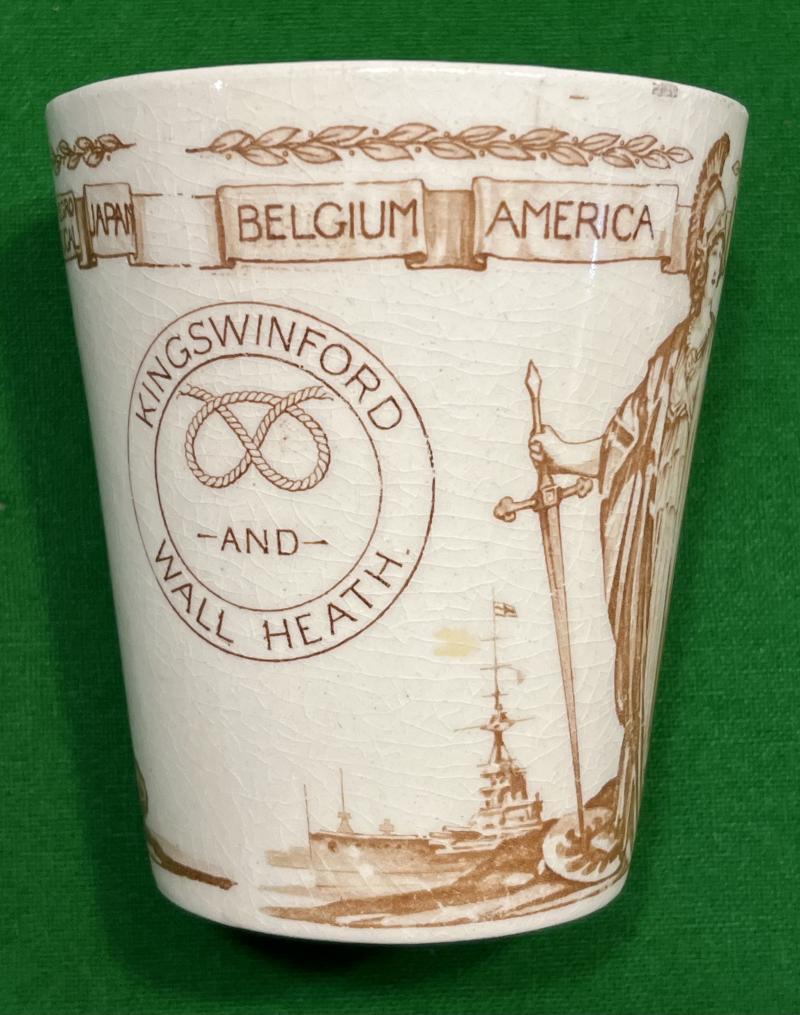 JAPAN
BELGIUM
AMERICA
KINGSWINFORD
-AND-
WALL HEATH.